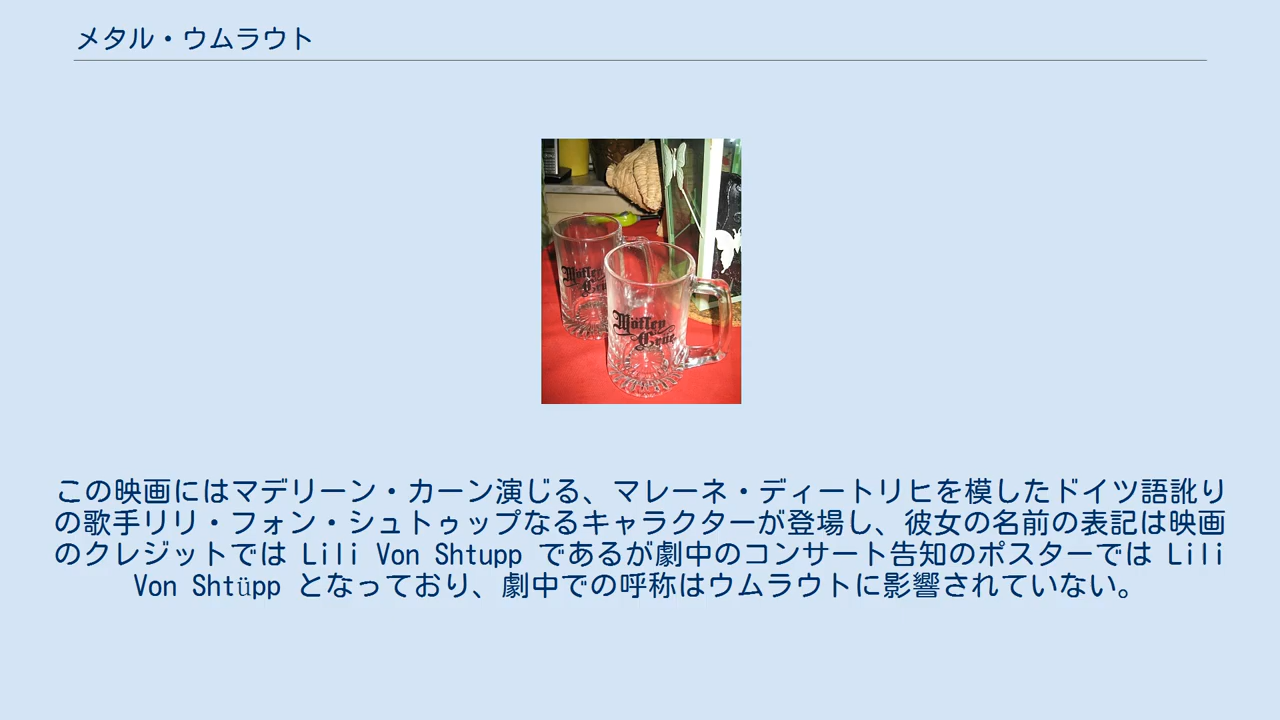 メタル・ウムラウト
Mötley
Crüe
Mötley
Crüe
この映画にはマデリーン・カーン演じる、マレーネ・ディートリヒを模したドイツ語訛り
の歌手リリ・フォン・シュトゥップなるキャラクターが登場し、彼女の名前の表記は映画
のクレジットでは Lili Von Shtupp であるが劇中のコンサート告知のポスターでは Lili
Von Shtüpp となっており、劇中での呼称はウムラウトに影響されていない。